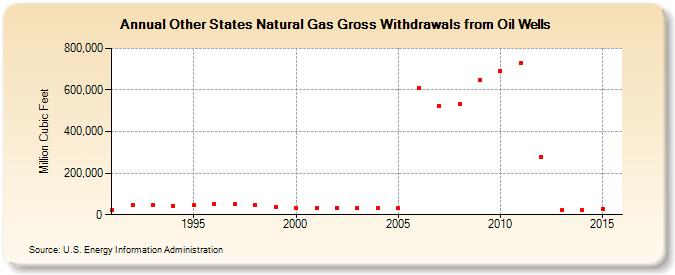 Annual Other States Natural Gas Gross Withdrawals from Oil Wells
Million Cubic Feet
800,000
600,000
400,000
200,000
0
1995 2000 2005 2010 2015
Source: U.S. Energy Information Administration